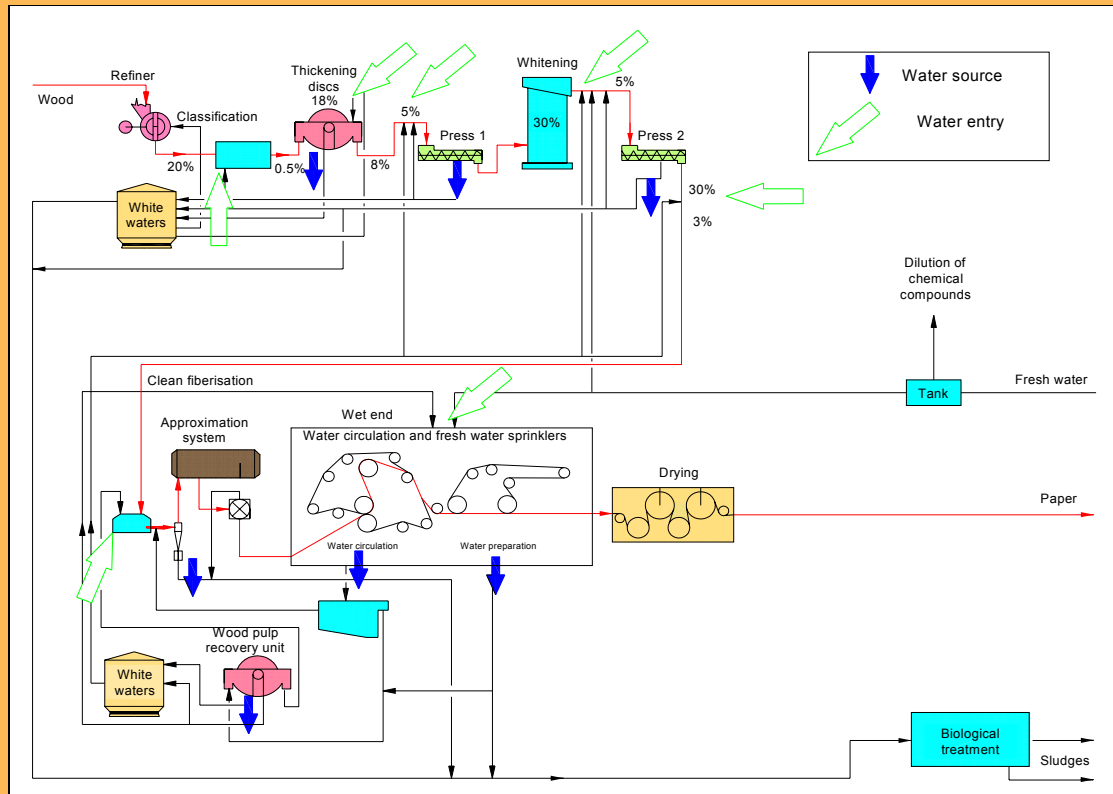 Refiner
Wood
Classification
Thickening
discs
18%
Whitening
5%
5%
30%
Press 1
Press 2
20%
0.5%
8%
30%
3%
White
waters
Water source
Water entry
Dilution of
chemical
compounds
Fresh water
Tank
Clean fiberisation
Wet end
Approximation
system
Water circulation and fresh water sprinklers
Drying
Paper
Water circulation
Water preparation
Wood pulp
recovery unit
White
waters
Biological
treatment
Sludges